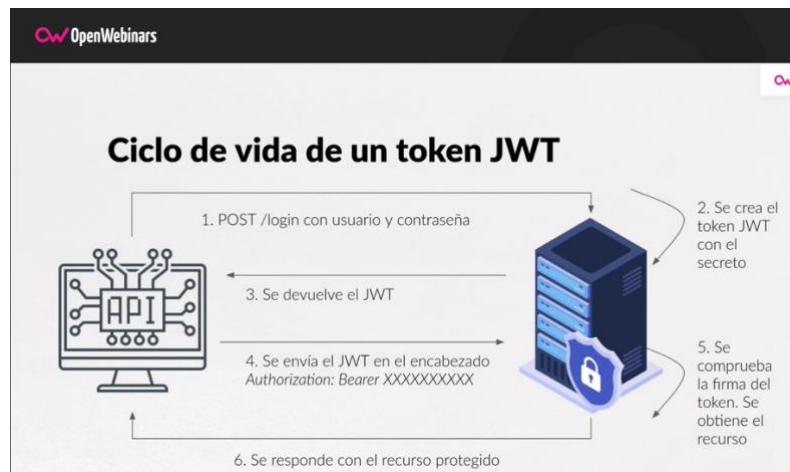 OpenWebinars
Ciclo de vida de un token JWT
1. POST /login con usuario y contraseña
2. Se crea el
token JWT
con el
secreto
3. Se devuelve el JWT
API
4. Se envía el JWT en el encabezado
Authorization: Bearer XXXXXXXXXX
5. Se
comprueba
la firma del
token. Se
obtiene el
recurso
6. Se responde con el recurso protegido